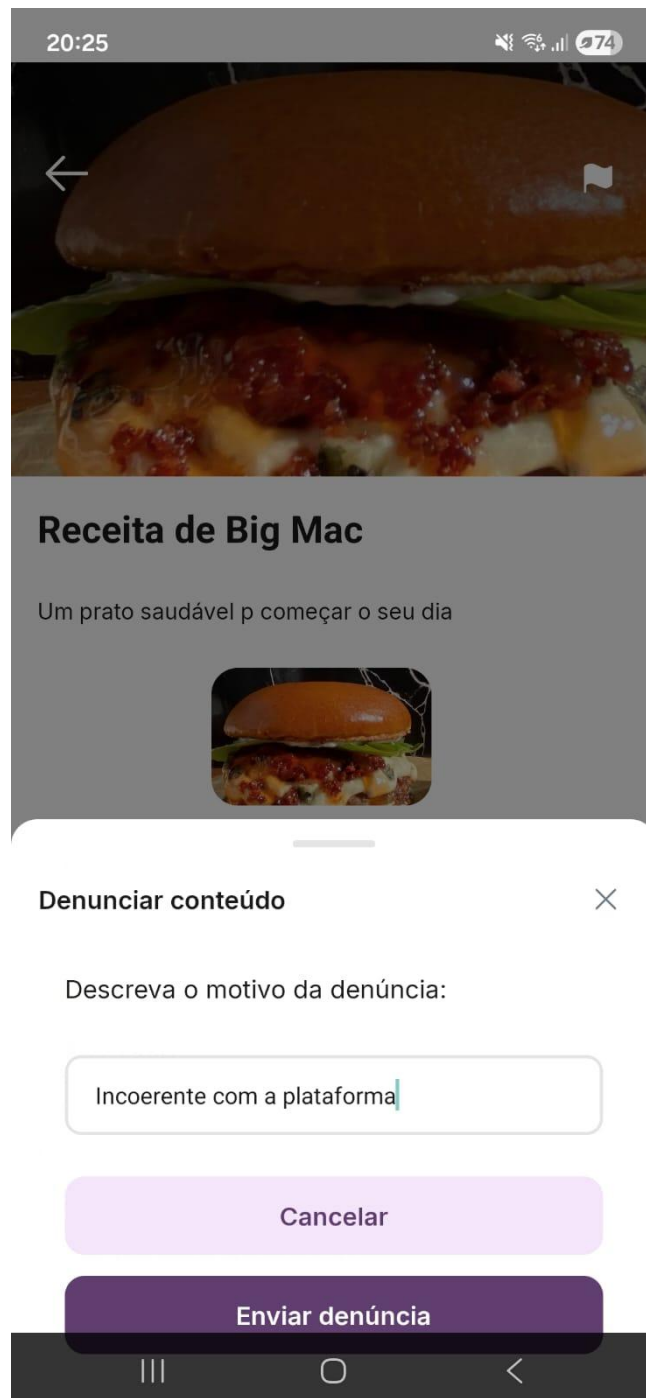 20:25
74
Receita de Big Mac
Um prato saudável p começar o seu dia
Denunciar conteúdo
Descreva o motivo da denúncia:
Incoerente com a plataforma
Cancelar
Enviar denúncia